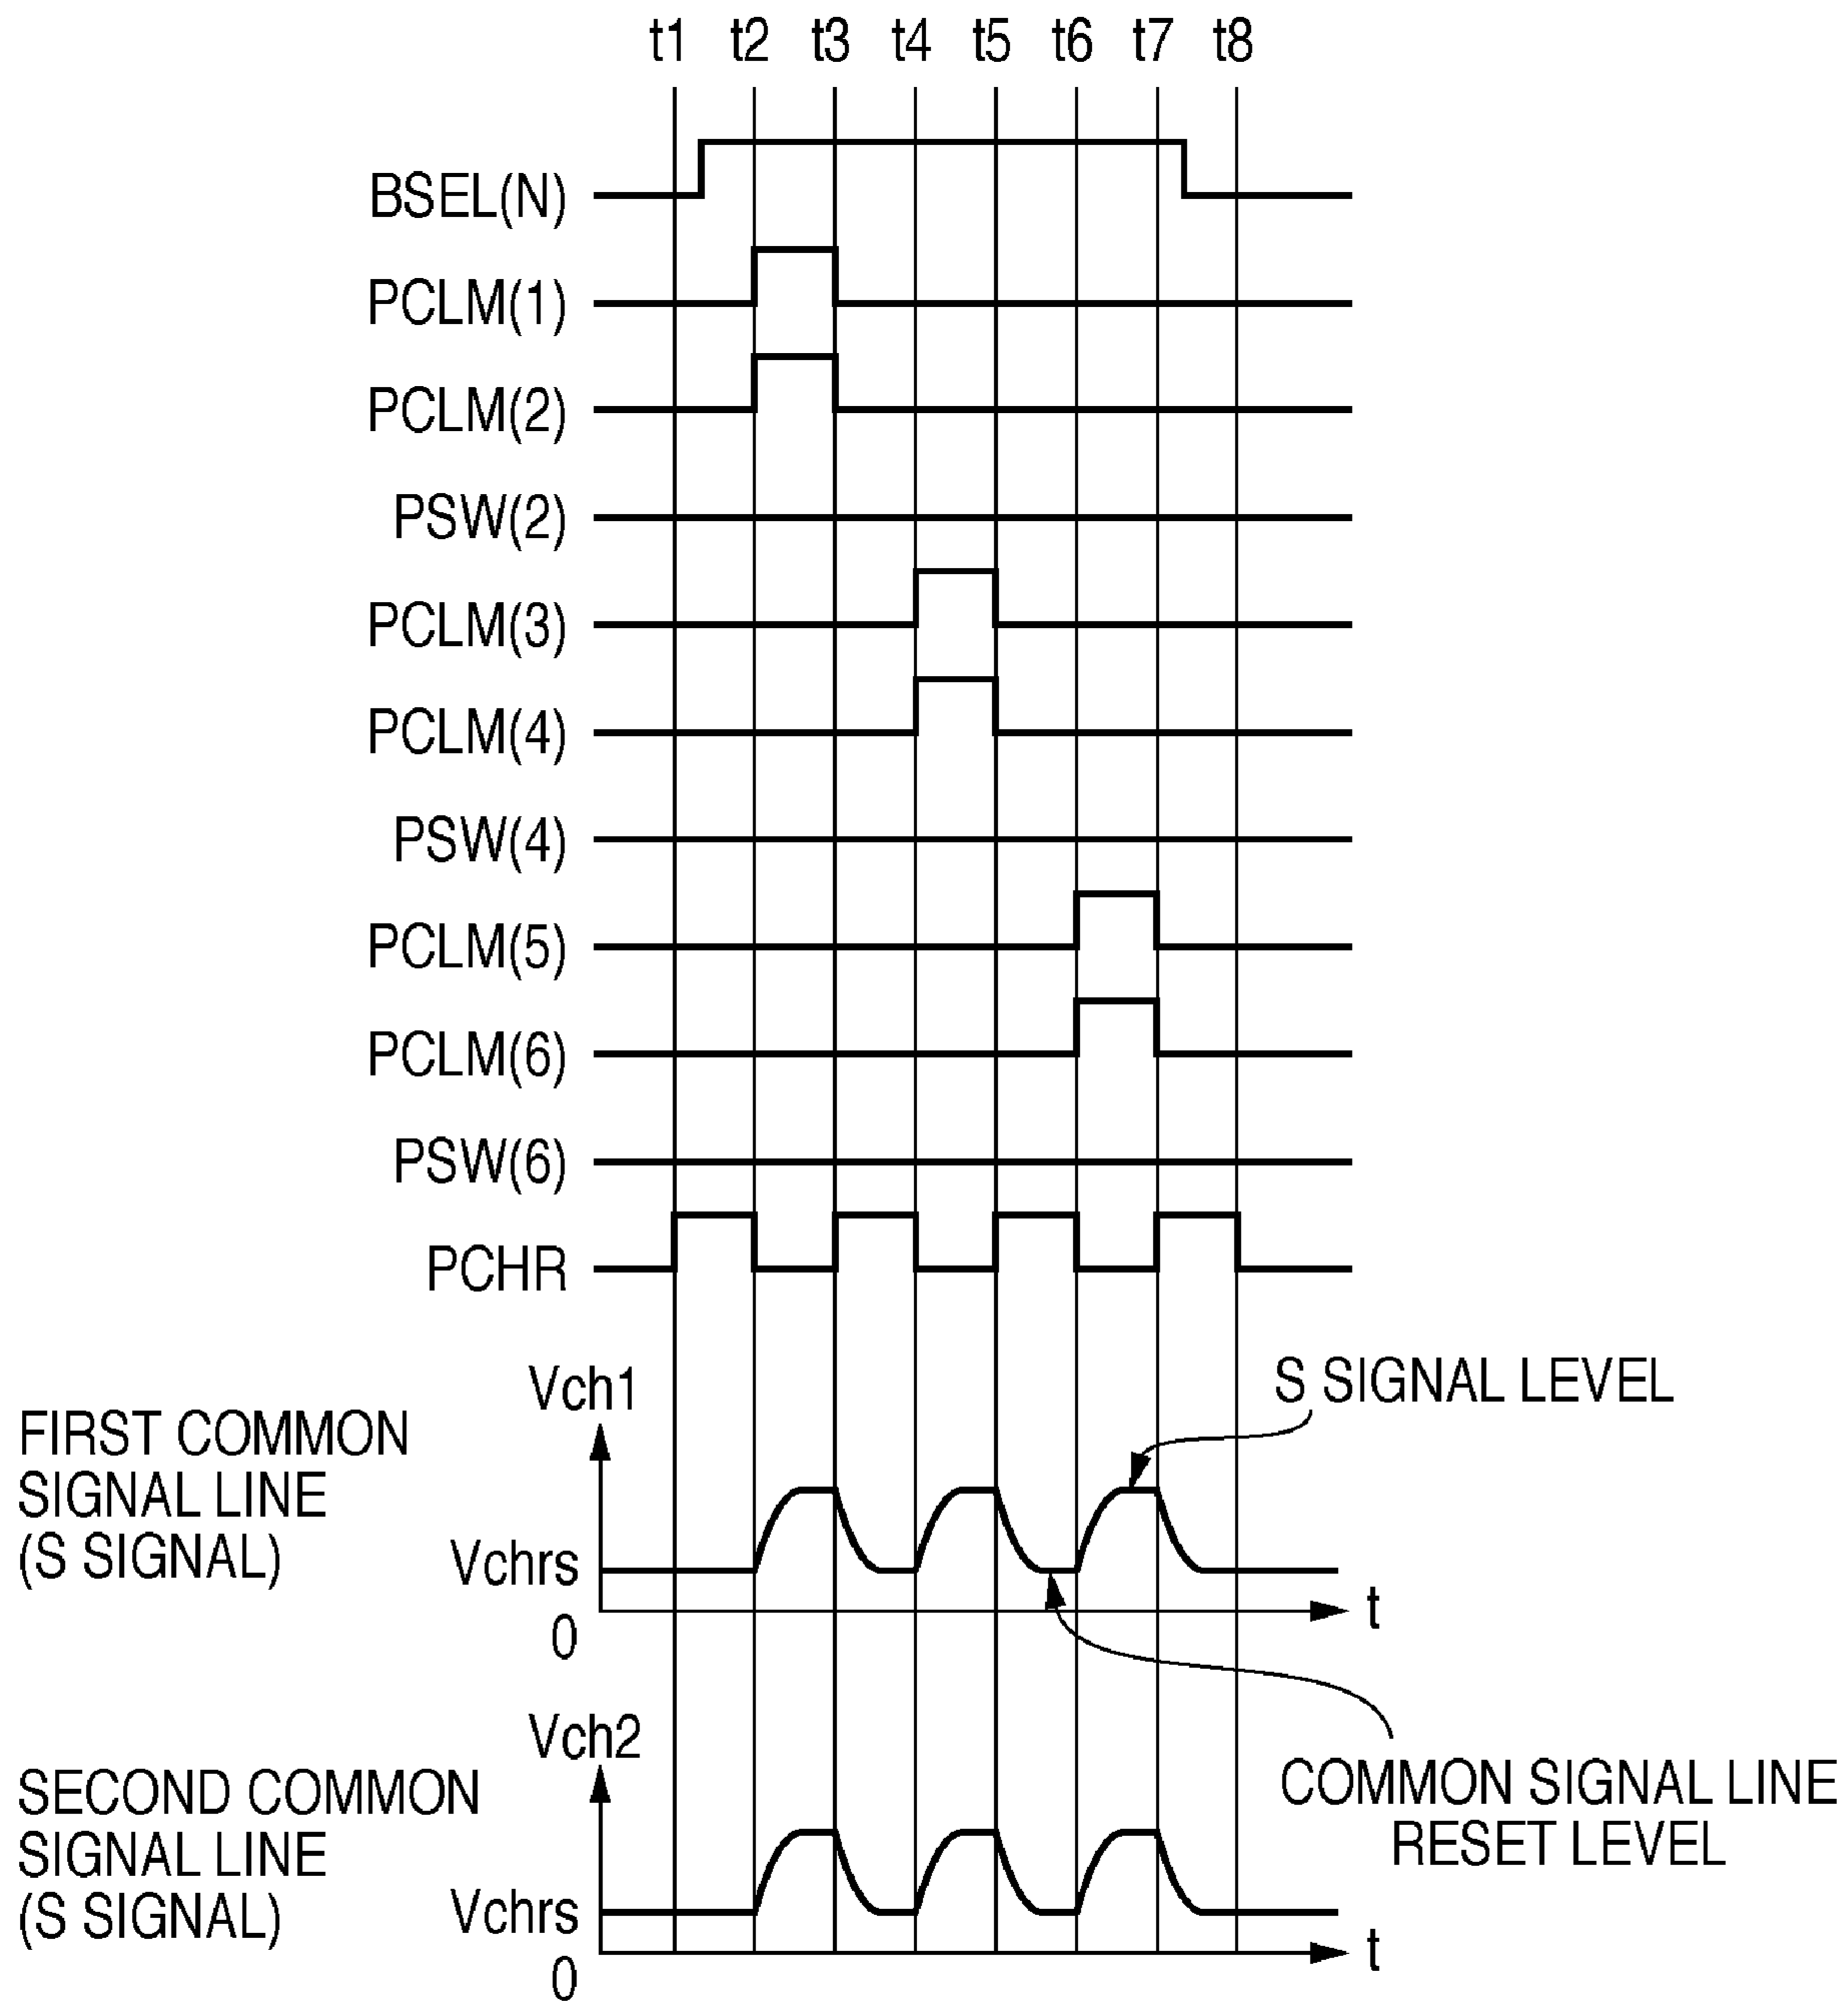 t1 t2 t3 t4 t5 t6 t7 t8
BSEL(N)
PCLM(1)
PCLM(2)
PSW(2)
PCLM(3)
PCLM(4)
PSW(4)
PCLM(5)
PCLM(6)
PSW(6)
PCHR
Vch1
S SIGNAL LEVEL
FIRST COMMON
SIGNAL LINE
(S SIGNAL)
Vchrs
0
t
Vch2
COMMON SIGNAL LINE
RESET LEVEL
SECOND COMMON
SIGNAL LINE
(S SIGNAL)
Vchrs
0
t